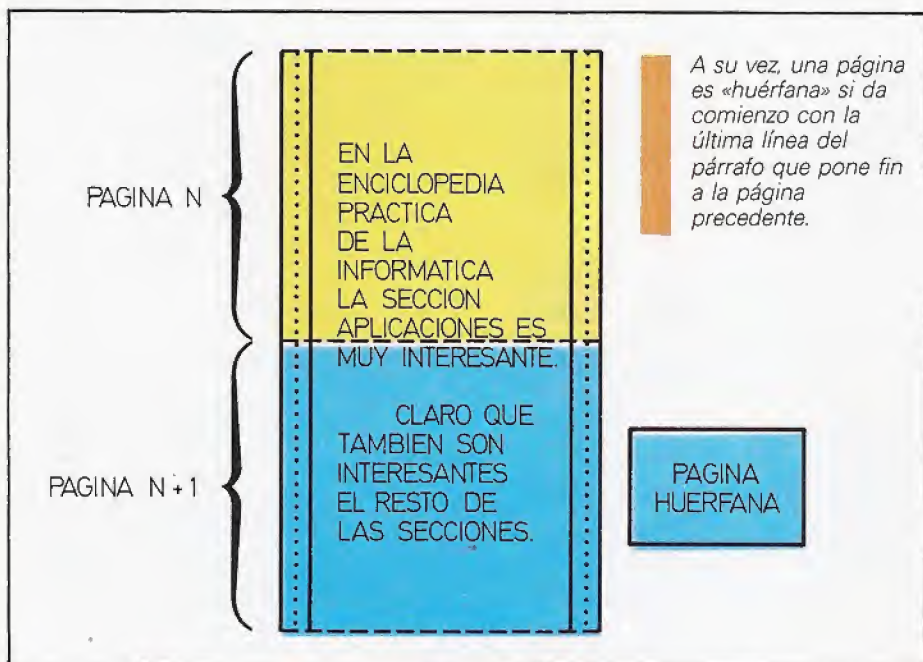 A su vez, una página
es «huérfana» si da
comienzo con la
última línea del
párrafo que pone fin
a la página
precedente.
PAGINA N
EN LA
ENCICLOPEDIA
PRACTICA
DE LA
INFORMATICA
LA SECCION
APLICACIONES ES
MUY INTERESANTE.
CLARO QUE
TAMBIEN SON
INTERESANTES
EL RESTO DE
LAS SECCIONES.
PAGINA N + 1
PAGINA
HUERFANA